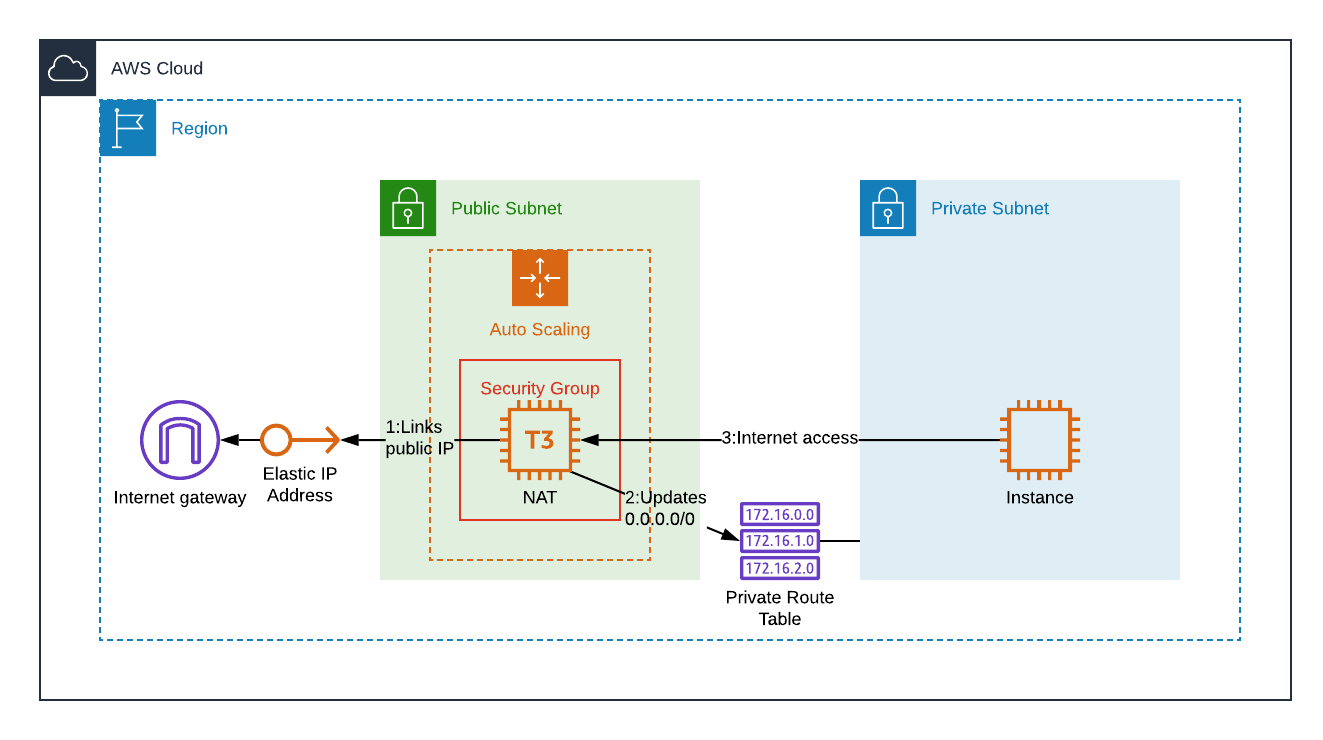 AWS Cloud
Region
Public Subnet
Private Subnet
Auto Scaling
Security Group
T3
NAT
1:Links
public IP
3:Internet access
Elastic IP
Address
Internet gateway
Instance
2:Updates
0.0.0.0/0
172.16.0.0
172.16.1.0
172.16.2.0
Private Route
Table